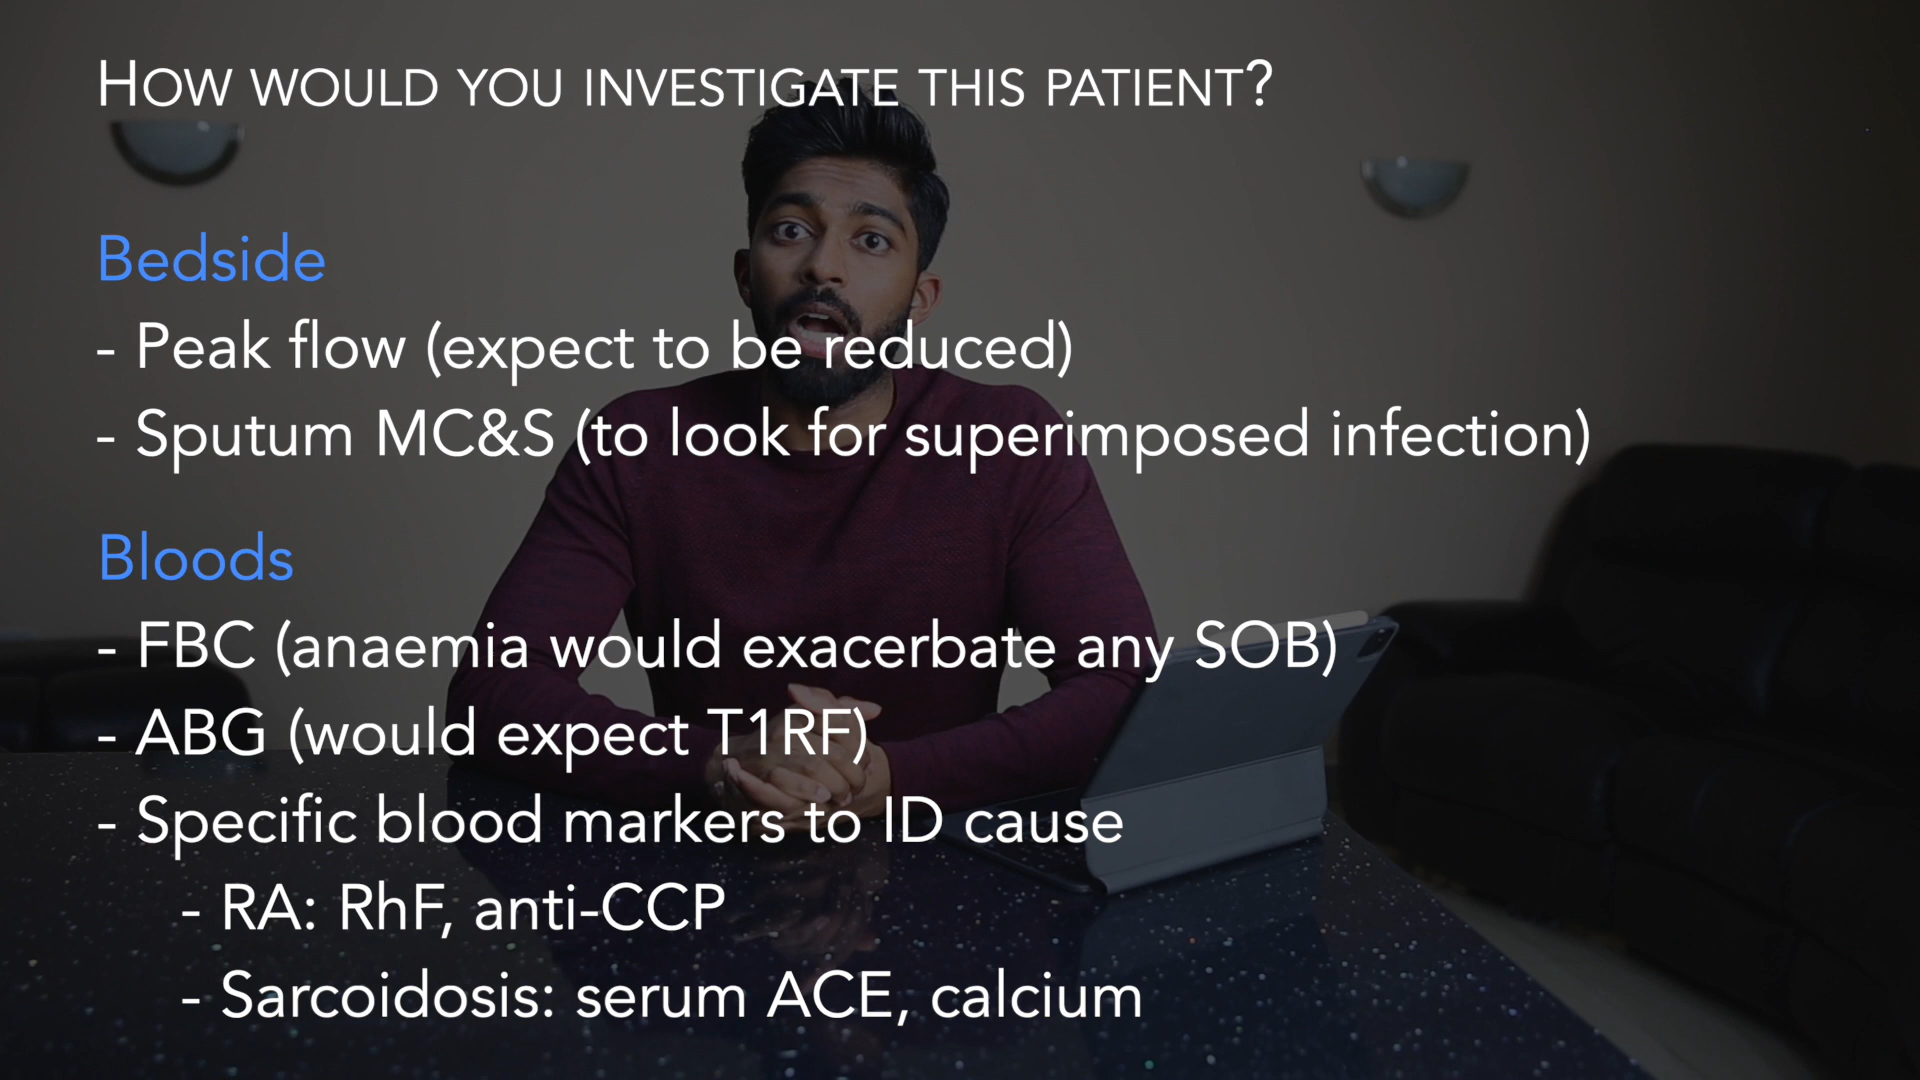 HOW WOULD YOU INVESTIGATE THIS PATIENT?
Bedside
- Peak flow (expect to be reduced)
- Sputum MC&S (to look for superimposed infection)
Bloods
- FBC (anaemia would exacerbate any SOB)
- ABG (would expect T1RF)
- Specific blood markers to ID cause
- RA: RhF, anti-CCP
- Sarcoidosis: serum ACE, calcium